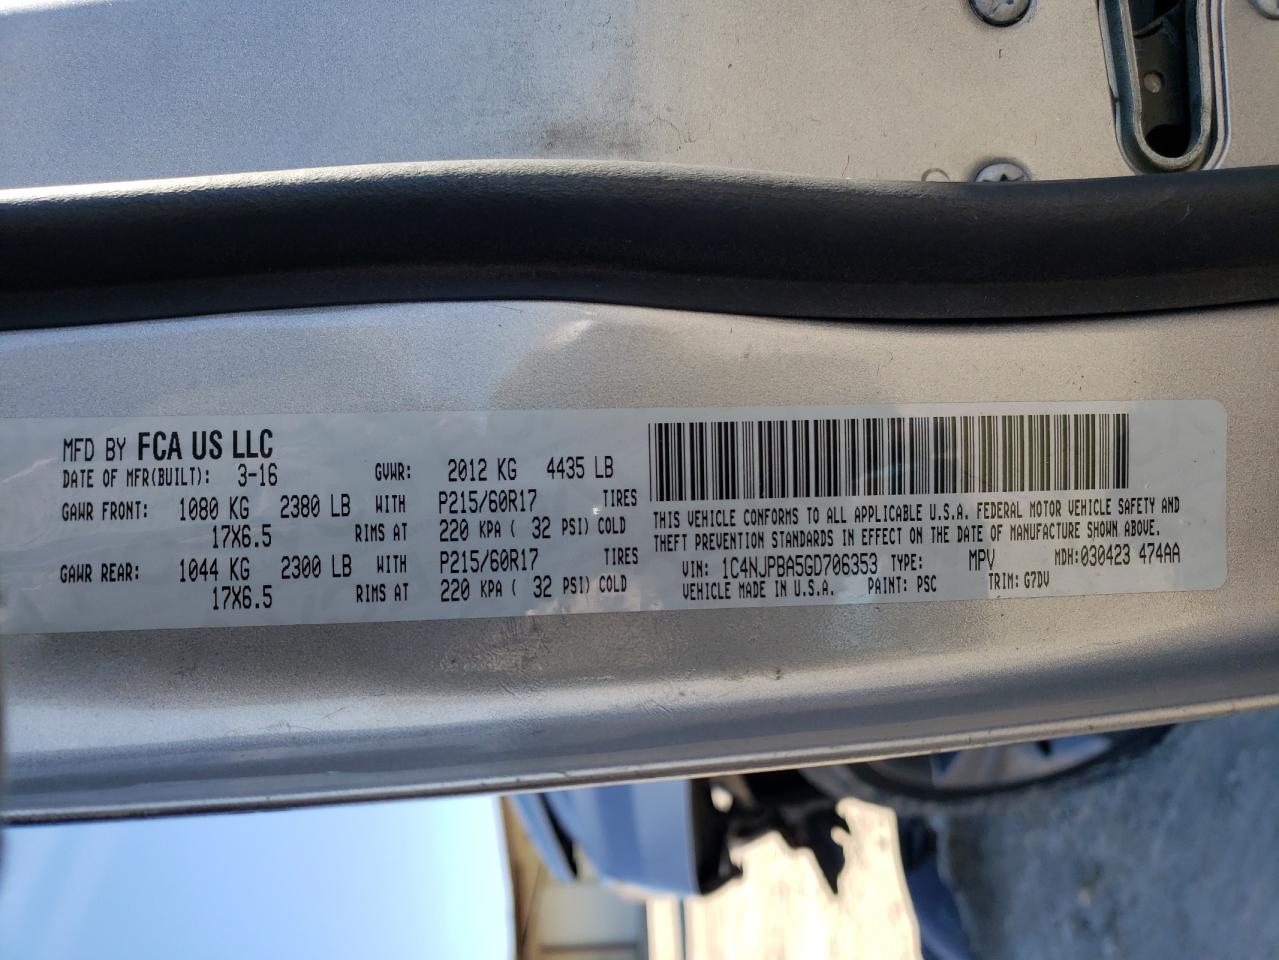 MFD BY FCA US LLC
DATE OF MFR(BUILT): 3-16 GVWR: 2012 KG 4435 LB
GAWR FRONT: 1080 KG 2380 LB WITH P215/60R17 TIRES
17X6.5 RIMS AT 220 KPA ( 32 PSI) COLD
GAWR REAR: 1044 KG 2300 LB WITH P215/60R17 TIRES
17X6.5 RIMS AT 220 KPA ( 32 PSI) COLD
THIS VEHICLE CONFORMS TO ALL APPLICABLE U.S.A. FEDERAL MOTOR VEHICLE SAFETY AND
THEFT PREVENTION STANDARDS IN EFFECT ON THE DATE OF MANUFACTURE SHOWN ABOVE.
VIN: 1C4NJPBA5GD706353 TYPE: MPV MDH: 030423 474AA
VEHICLE MADE IN U.S.A. PAINT: PSC TRIM: G7DV